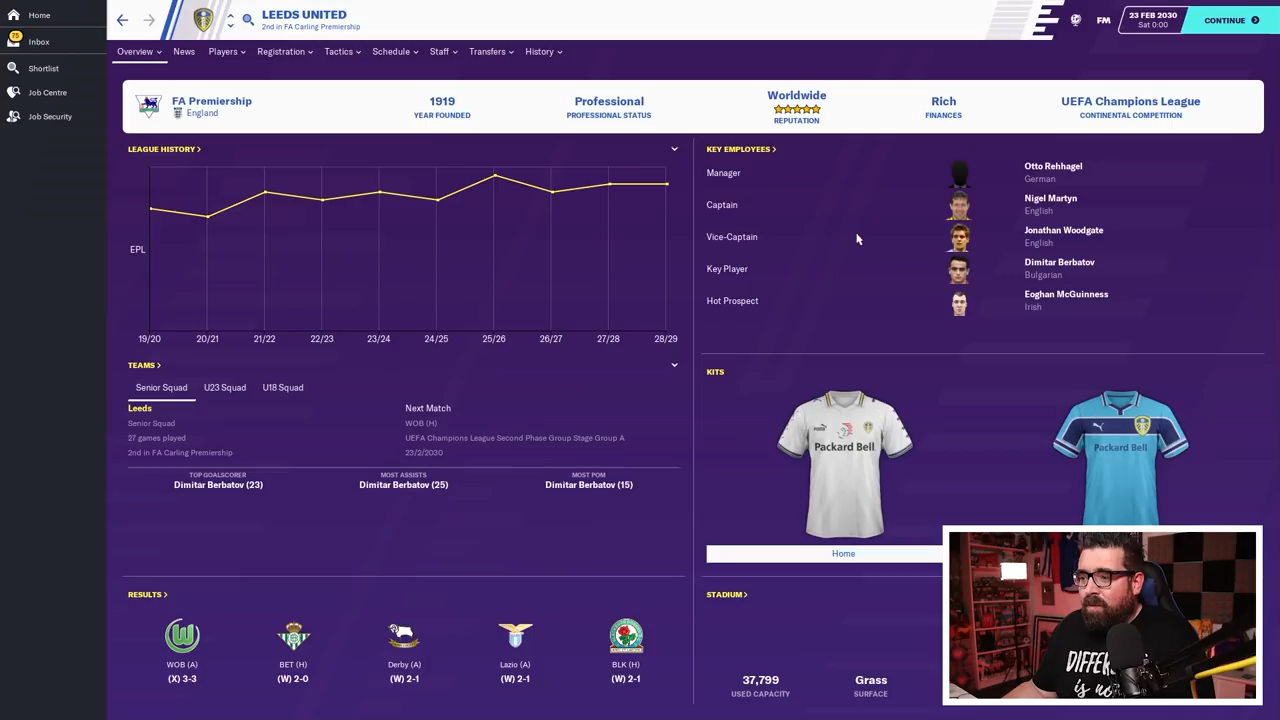 Home
75
Inbox
Shortlist
Job Centre
Job Security
LEEDS UNITED
2nd in FA Carling Premiership
FM
23 FEB 2030
Sat 0:00
CONTINUE
Overview
News
Players
Registration
Tactics
Schedule
Staff
Transfers
History
FA Premiership
England
1919
YEAR FOUNDED
Professional
PROFESSIONAL STATUS
Worldwide
REPUTATION
Rich
FINANCES
UEFA Champions League
CONTINENTAL COMPETITION
LEAGUE HISTORY >
EPL
19/20 20/21 21/22 22/23 23/24 24/25 25/26 26/27 27/28 28/29
KEY EMPLOYEES >
Manager
Otto Rehhagel
German
Captain
Nigel Martyn
English
Vice-Captain
Jonathan Woodgate
English
Key Player
Dimitar Berbatov
Bulgarian
Hot Prospect
Eoghan McGuinness
Irish
TEAMS >
Senior Squad U23 Squad U18 Squad
Leeds
Senior Squad
27 games played
2nd in FA Carling Premiership
Next Match
WOB (H)
UEFA Champions League Second Phase Group Stage Group A
23/2/2030
TOP GOALSCORER
Dimitar Berbatov (23)
MOST ASSISTS
Dimitar Berbatov (25)
MOST POM
Dimitar Berbatov (15)
KITS
Packard Bell
Packard Bell
Home
RESULTS >
WOB (A)
(X) 3-3
BET (H)
(W) 2-0
Derby (A)
(W) 2-1
Lazio (A)
(W) 2-1
BLK (H)
(W) 2-1
STADIUM >
37,799
USED CAPACITY
Grass
SURFACE